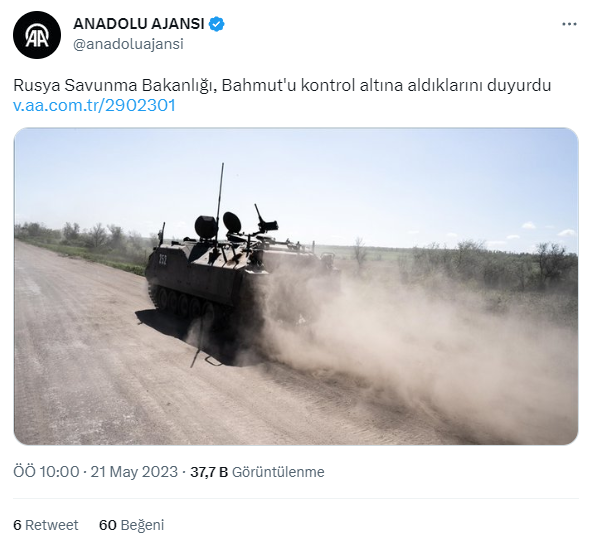 ANADOLU AJANSI
@anadoluajansi
Rusya Savunma Bakanlığı, Bahmut'u kontrol altına aldıklarını duyurdu
v.aa.com.tr/2902301
252
ÖÖ 10:00 · 21 May 2023 · 37,7 B Görüntülenme
6 Retweet 60 Beğeni